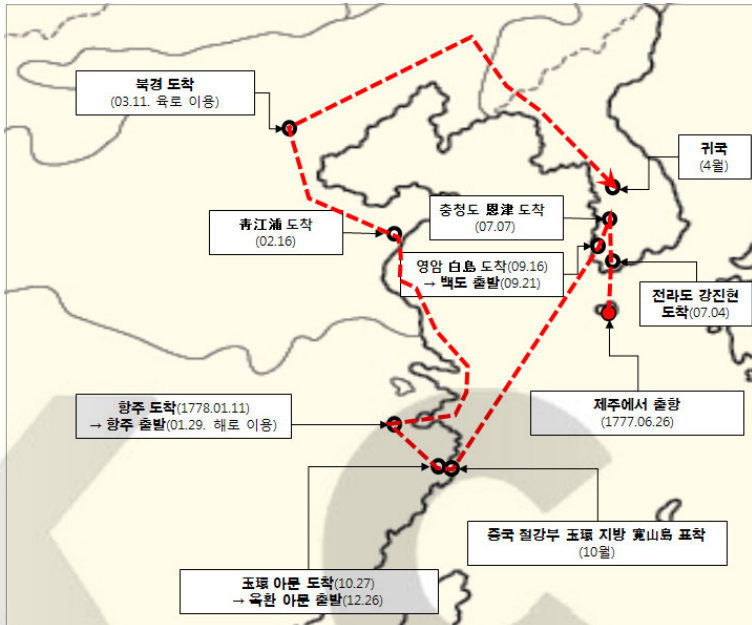 북경 도착
(03.11. 육로 이용)
귀국
(4월)
충청도 恩津 도착
(07.07)
靑江浦 도착
(02.16)
영암 白島 도착(09.16)
→ 백도 출발(09.21)
전라도 강진현
도착(07.04)
제주에서 출항
(1777.06.26)
항주 도착(1778.01.11)
→ 항주 출발(01.29. 해로 이용)
중국 절강부 玉環 지방 寬山島 표착
(10월)
玉環 아문 도착(10.27)
→ 옥환 아문 출발(12.26)